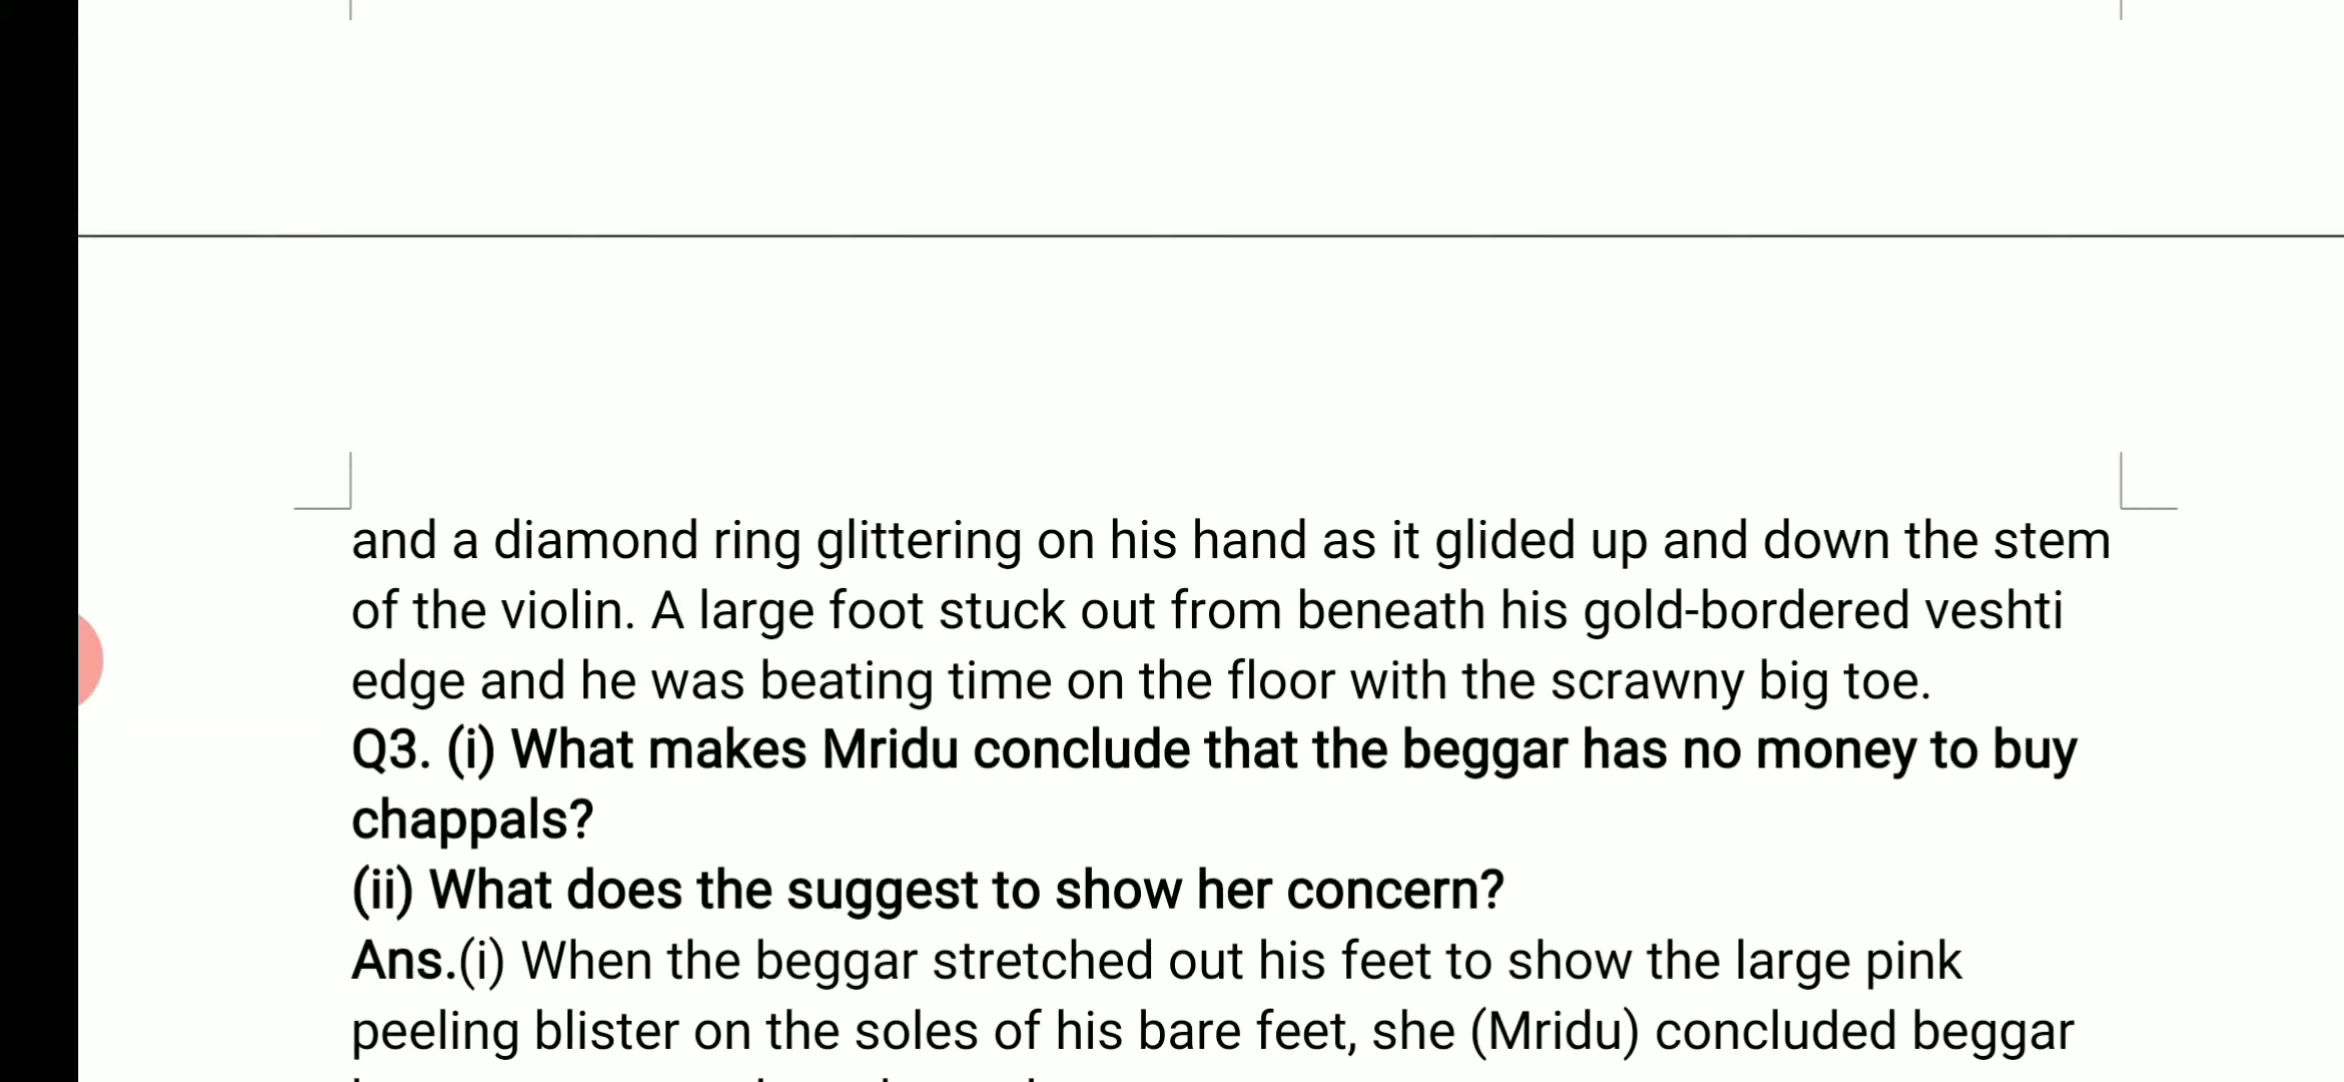 and a diamond ring glittering on his hand as it glided up and down the stem
of the violin. A large foot stuck out from beneath his gold-bordered veshti
edge and he was beating time on the floor with the scrawny big toe.
Q3. (i) What makes Mridu conclude that the beggar has no money to buy
chappals?
(ii) What does the suggest to show her concern?
Ans.(i) When the beggar stretched out his feet to show the large pink
peeling blister on the soles of his bare feet, she (Mridu) concluded beggar